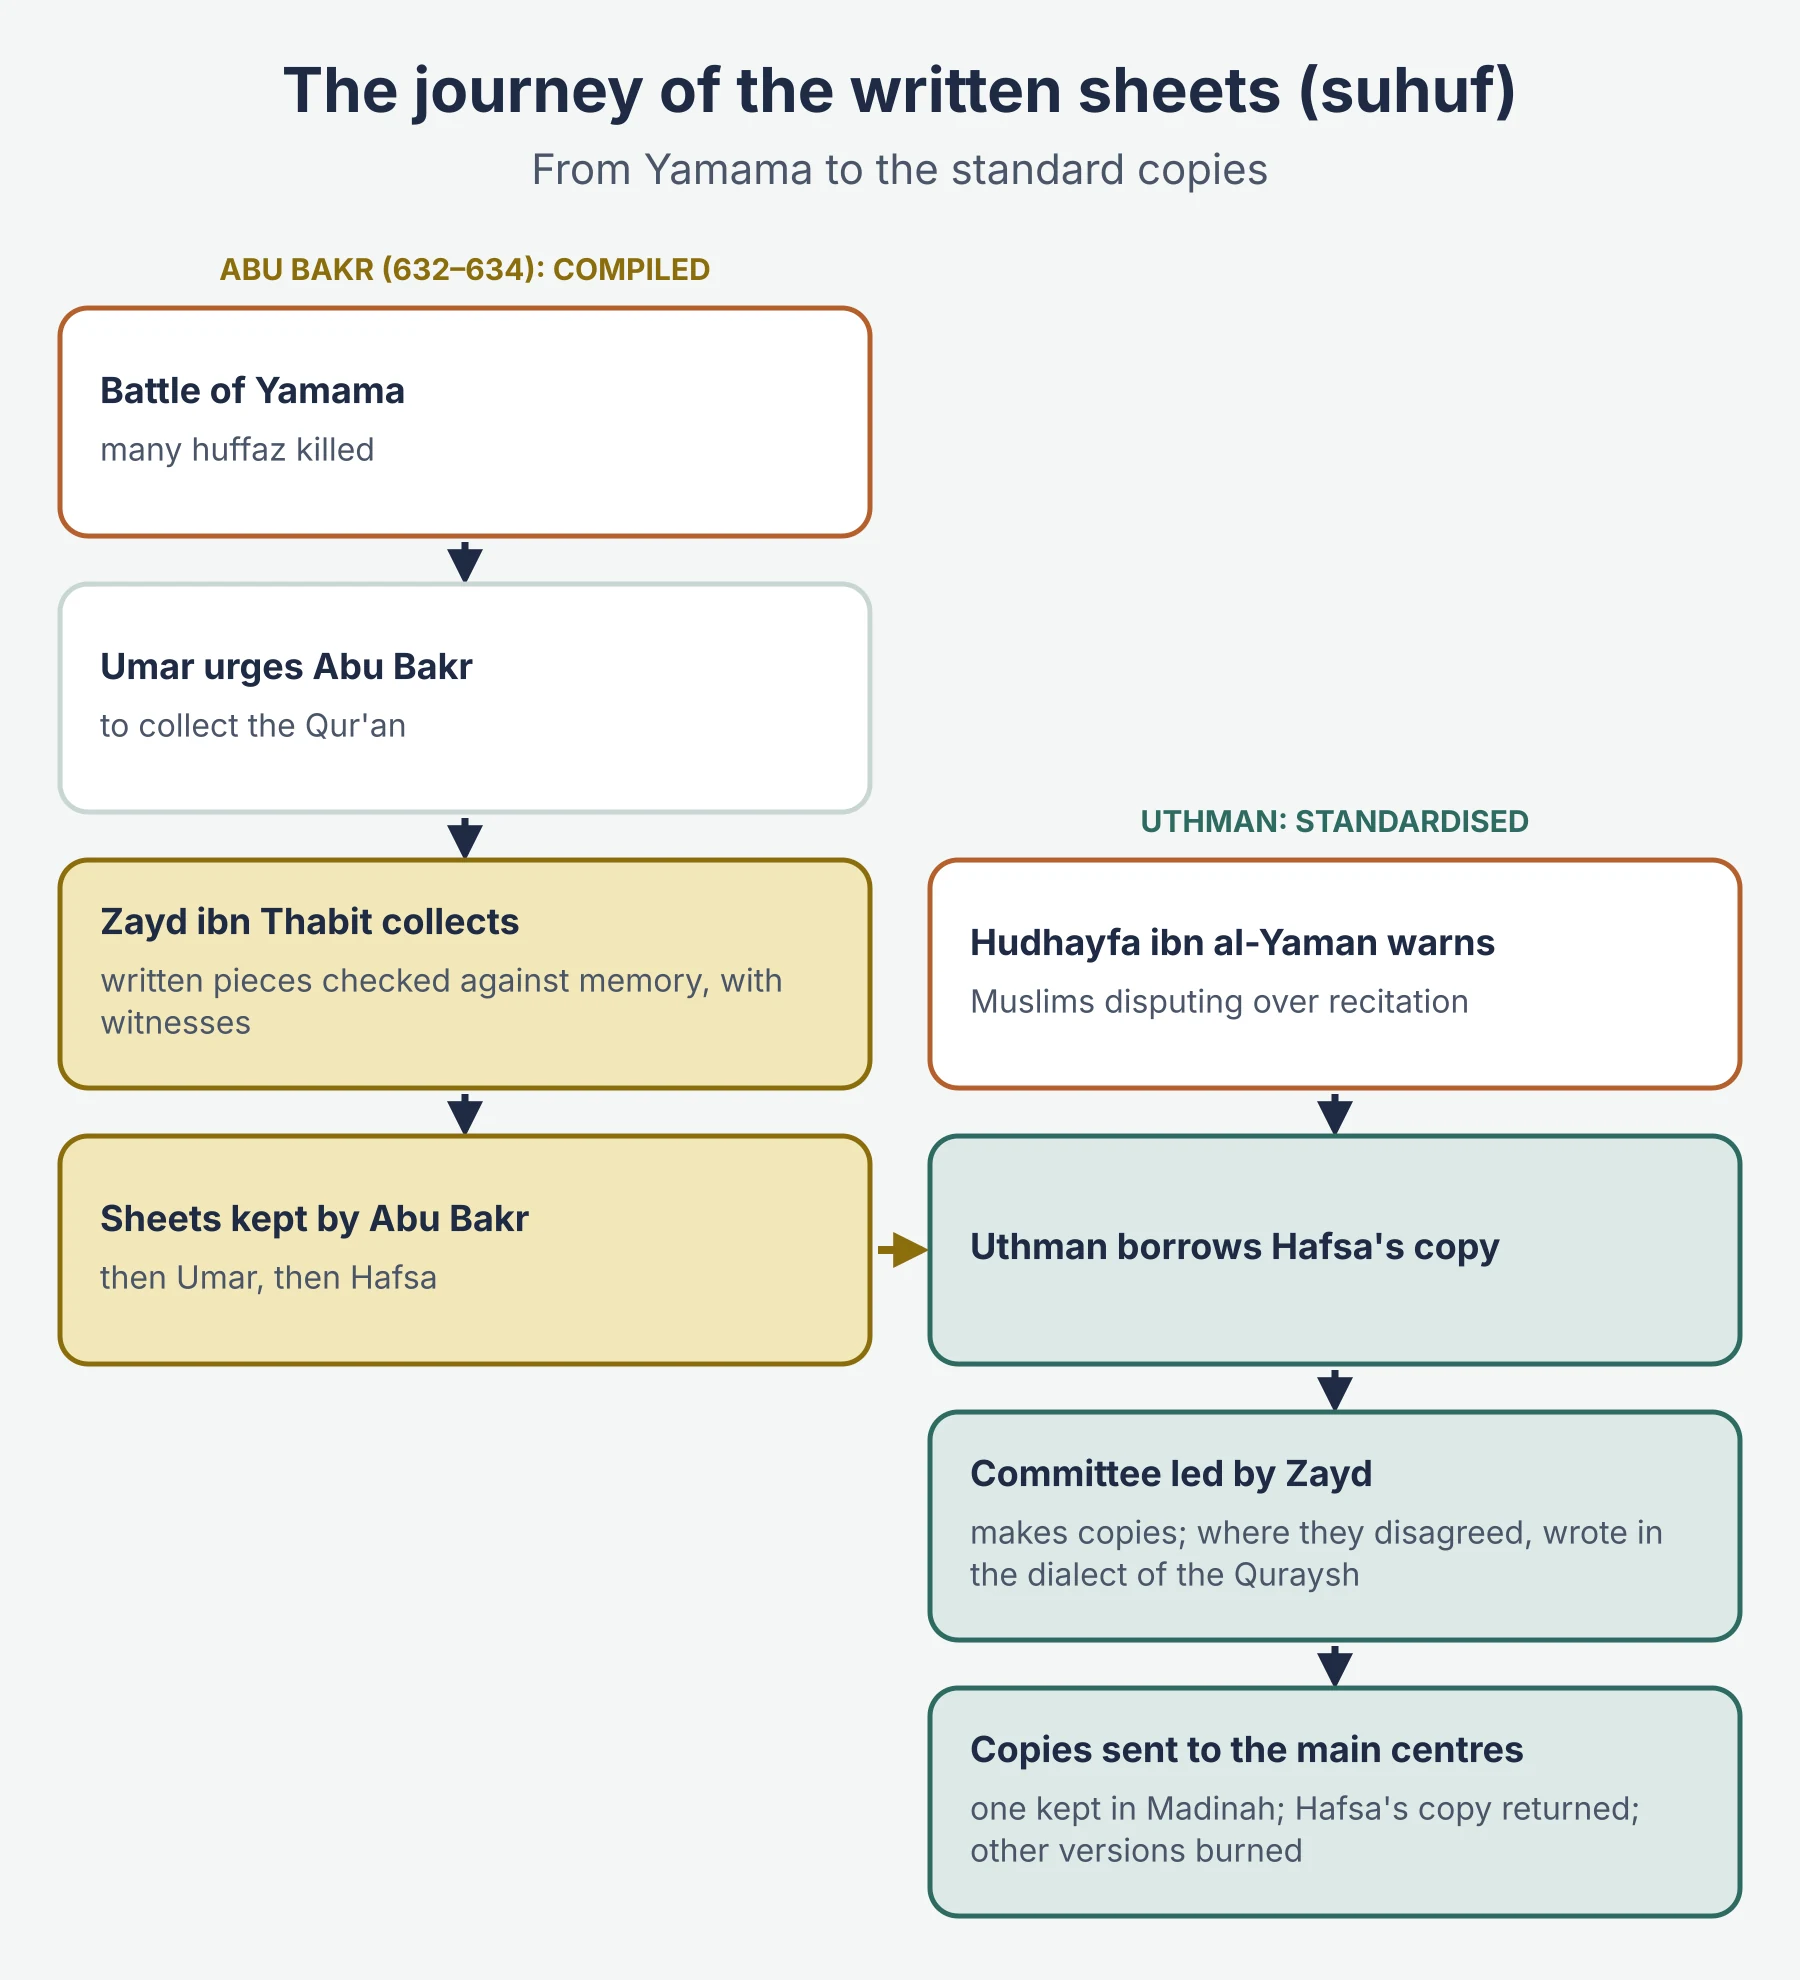 The journey of the written sheets (suhuf)
From Yamama to the standard copies
ABU BAKR (632–634): COMPILED
Battle of Yamama
many huffaz killed
Umar urges Abu Bakr
to collect the Qur'an
Zayd ibn Thabit collects
written pieces checked against memory, with
witnesses
Sheets kept by Abu Bakr
then Umar, then Hafsa
UTHMAN: STANDARDISED
Hudhayfa ibn al-Yaman warns
Muslims disputing over recitation
Uthman borrows Hafsa's copy
Committee led by Zayd
makes copies; where they disagreed, wrote in
the dialect of the Quraysh
Copies sent to the main centres
one kept in Madinah; Hafsa's copy returned;
other versions burned